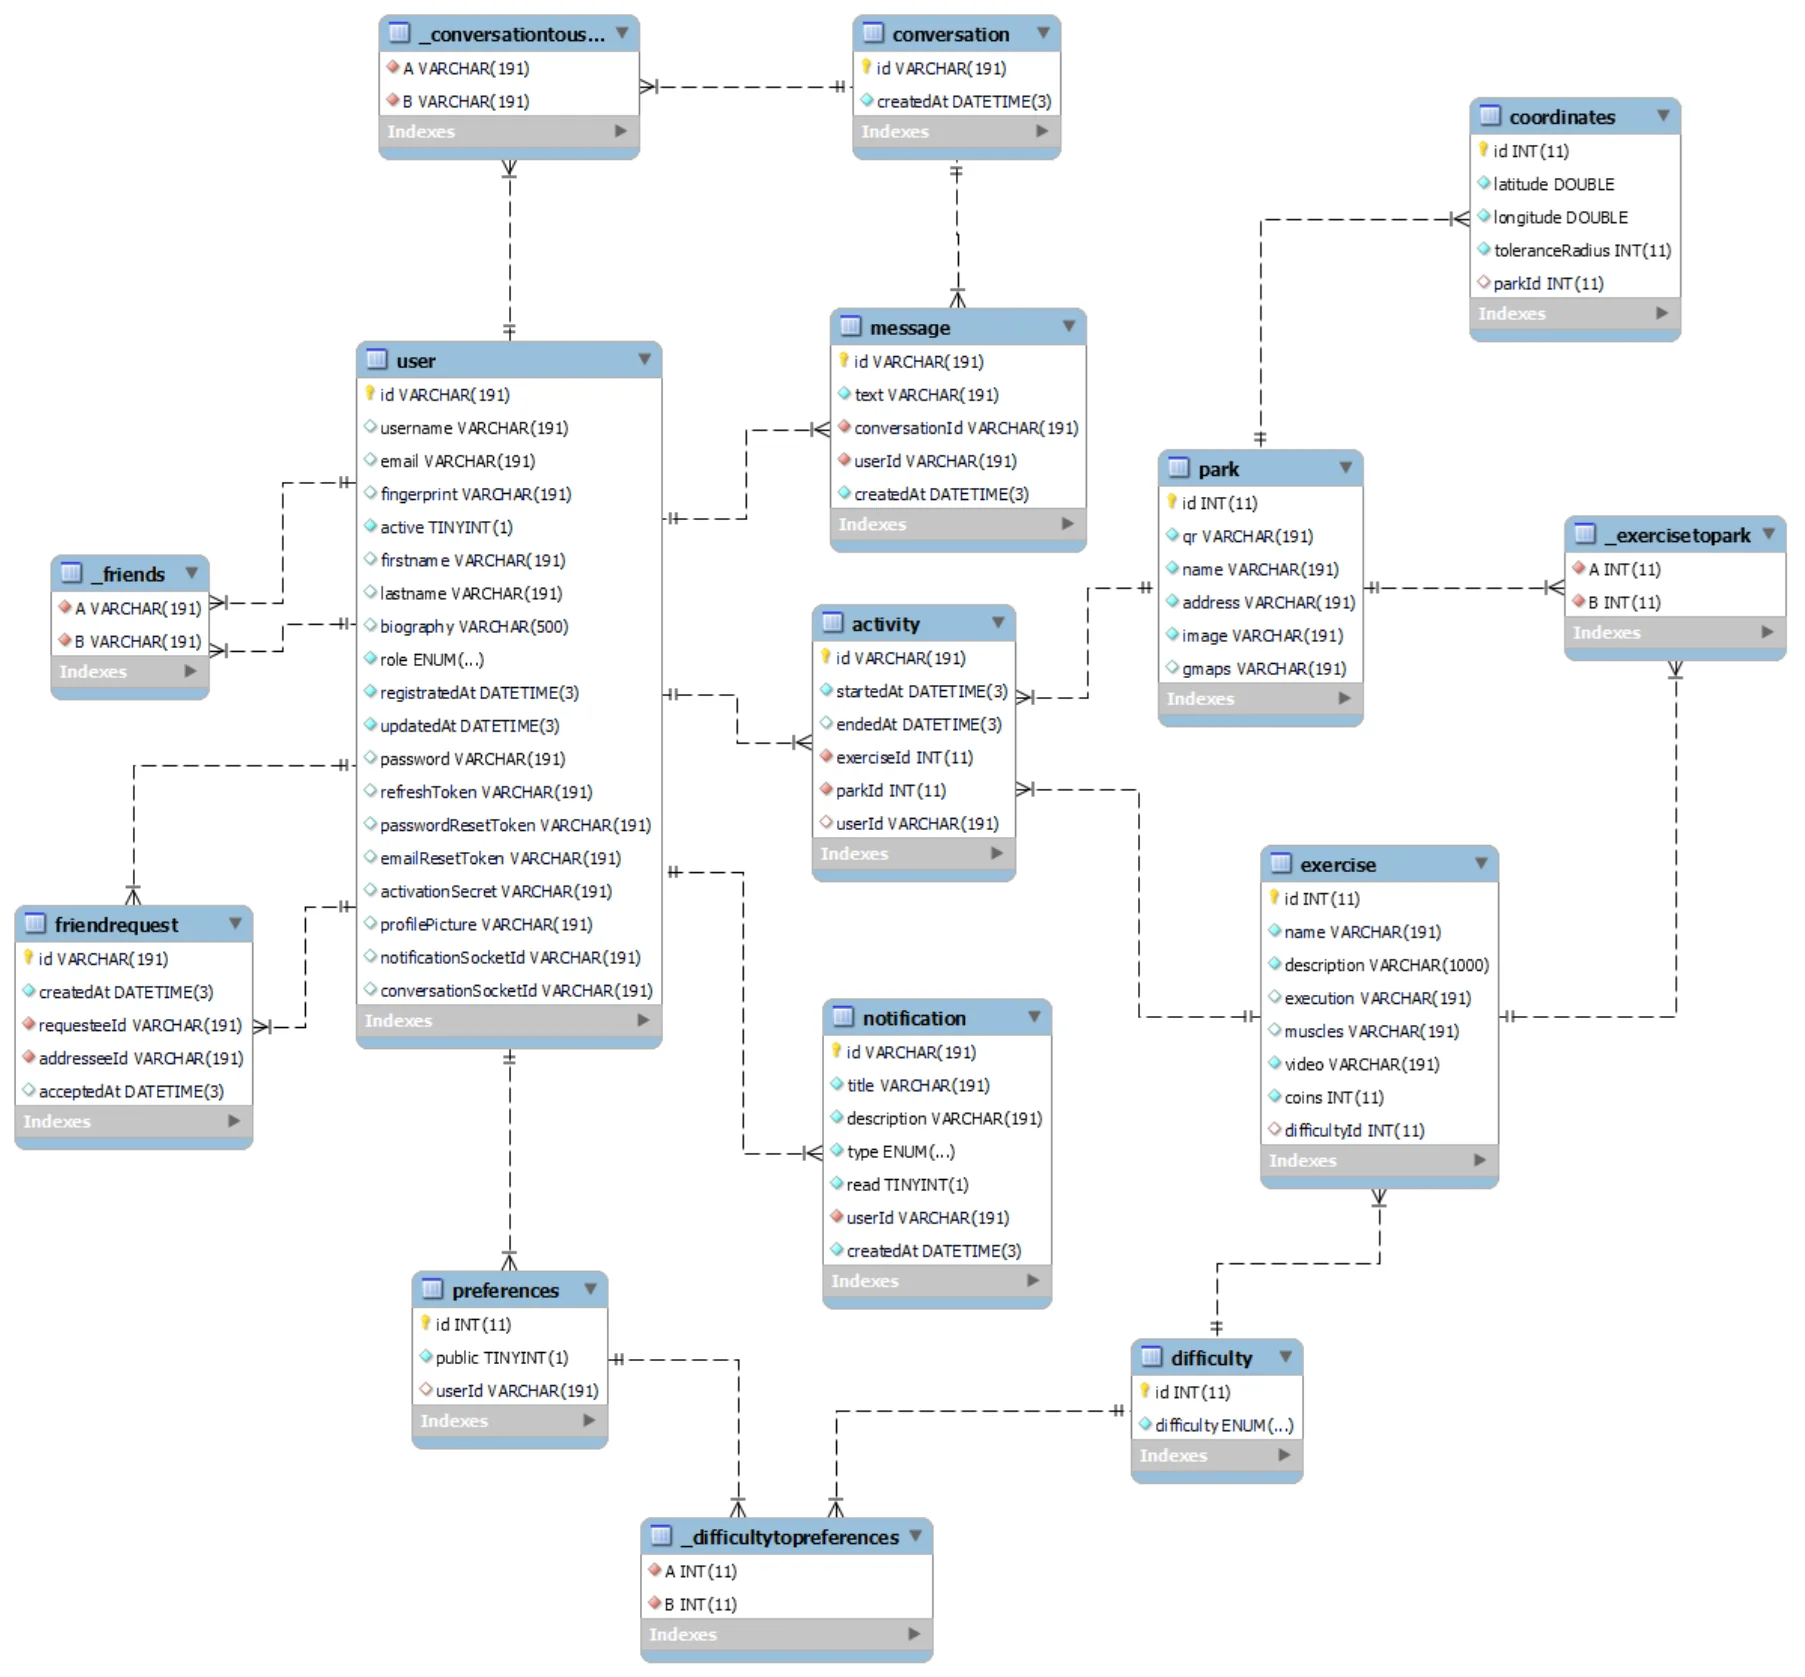 _conversationtous...
A VARCHAR(191)
B VARCHAR(191)
Indexes
conversation
id VARCHAR(191)
createdAt DATETIME(3)
Indexes
coordinates
id INT(11)
latitude DOUBLE
longitude DOUBLE
toleranceRadius INT(11)
parkId INT(11)
Indexes
message
id VARCHAR(191)
text VARCHAR(191)
conversationId VARCHAR(191)
userId VARCHAR(191)
createdAt DATETIME(3)
Indexes
user
id VARCHAR(191)
username VARCHAR(191)
email VARCHAR(191)
fingerprint VARCHAR(191)
active TINYINT(1)
firstname VARCHAR(191)
lastname VARCHAR(191)
biography VARCHAR(500)
role ENUM(...)
registratedAt DATETIME(3)
updatedAt DATETIME(3)
password VARCHAR(191)
refreshToken VARCHAR(191)
passwordResetToken VARCHAR(191)
emailResetToken VARCHAR(191)
activationSecret VARCHAR(191)
profilePicture VARCHAR(191)
notificationSocketId VARCHAR(191)
conversationSocketId VARCHAR(191)
Indexes
park
id INT(11)
qr VARCHAR(191)
name VARCHAR(191)
address VARCHAR(191)
image VARCHAR(191)
gmaps VARCHAR(191)
Indexes
_exercisetopark
A INT(11)
B INT(11)
Indexes
_friends
A VARCHAR(191)
B VARCHAR(191)
Indexes
activity
id VARCHAR(191)
startedAt DATETIME(3)
endedAt DATETIME(3)
exerciseId INT(11)
parkId INT(11)
userId VARCHAR(191)
Indexes
exercise
id INT(11)
name VARCHAR(191)
description VARCHAR(1000)
execution VARCHAR(191)
muscles VARCHAR(191)
video VARCHAR(191)
coins INT(11)
difficultyId INT(11)
Indexes
friendrequest
id VARCHAR(191)
createdAt DATETIME(3)
requesteeId VARCHAR(191)
addresseeId VARCHAR(191)
acceptedAt DATETIME(3)
Indexes
notification
id VARCHAR(191)
title VARCHAR(191)
description VARCHAR(191)
type ENUM(...)
read TINYINT(1)
userId VARCHAR(191)
createdAt DATETIME(3)
Indexes
preferences
id INT(11)
public TINYINT(1)
userId VARCHAR(191)
Indexes
difficulty
id INT(11)
difficulty ENUM(...)
Indexes
_difficultytopreferences
A INT(11)
B INT(11)
Indexes